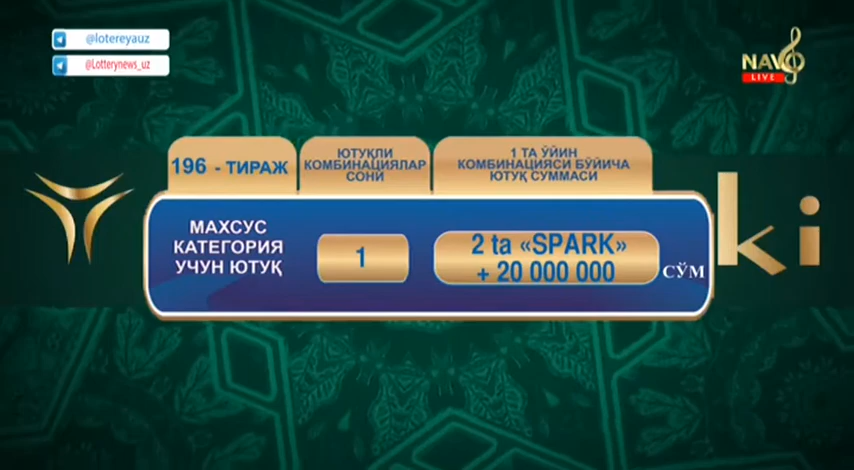 @lotereyauz
@Lotterynews_uz
NAVO
LIVE
196 - ТИРАЖ
ЮТУҚЛИ
КОМБИНАЦИЯЛАР
СОНИ
1 ТА ЎЙИН
КОМБИНАЦИЯСИ БЎЙИЧА
ЮТУҚ СУММАСИ
МАХСУС
КАТЕГОРИЯ
УЧУН ЮТУҚ
1
2 ta «SPARK»
+ 20 000 000
СЎМ
ki